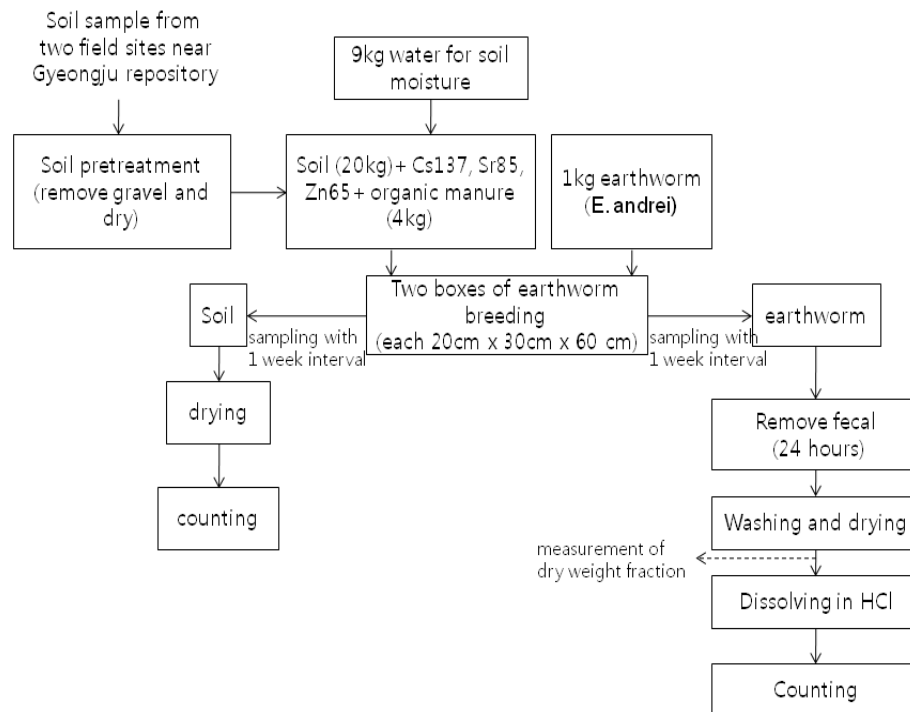 Soil sample from
two field sites near
Gyeongju repository
9kg water for soil
moisture
Soil pretreatment
(remove gravel and
dry)
Soil (20kg)+ Cs137, Sr85,
Zn65+ organic manure
(4kg)
1kg earthworm
(E. andrei)
Two boxes of earthworm
breeding
(each 20cm x 30cm x 60 cm)
Soil
sampling with
1 week interval
sampling with
1 week interval
earthworm
drying
counting
Remove fecal
(24 hours)
Washing and drying
measurement of
dry weight fraction
Dissolving in HCl
Counting